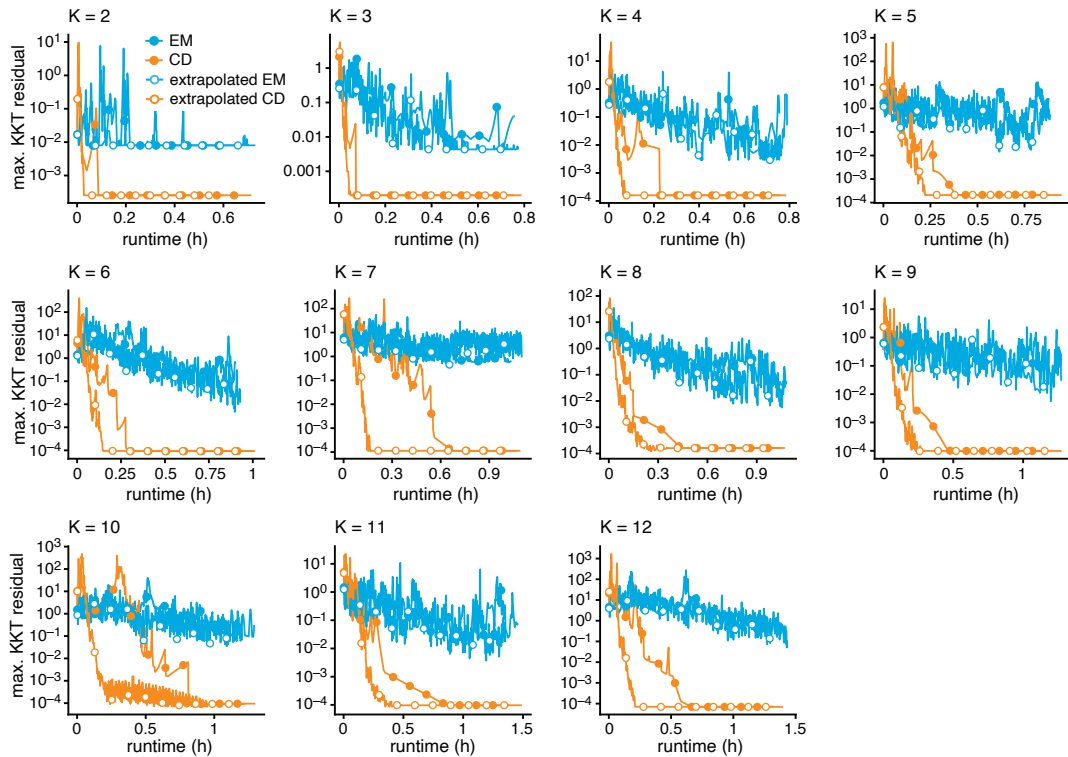 K = 2
K = 3
K = 4
K = 5
max. KKT residual
10¹
10⁰
10⁻¹
10⁻²
10⁻³
EM
CD
extrapolated EM
extrapolated CD
0 0.2 0.4 0.6
runtime (h)
1
0.1
0.01
0.001
0 0.2 0.4 0.6 0.8
runtime (h)
10²
10¹
10⁰
10⁻¹
10⁻²
10⁻³
10⁻⁴
0 0.2 0.4 0.6 0.8
runtime (h)
10³
10²
10¹
10⁰
10⁻¹
10⁻²
10⁻³
10⁻⁴
0 0.25 0.50 0.75
runtime (h)
K = 6
K = 7
K = 8
K = 9
max. KKT residual
10²
10¹
10⁰
10⁻¹
10⁻²
10⁻³
10⁻⁴
0 0.25 0.50 0.75 1
runtime (h)
10²
10¹
10⁰
10⁻¹
10⁻²
10⁻³
10⁻⁴
0 0.3 0.6 0.9
runtime (h)
10²
10¹
10⁰
10⁻¹
10⁻²
10⁻³
10⁻⁴
0 0.3 0.6 0.9
runtime (h)
10²
10¹
10⁰
10⁻¹
10⁻²
10⁻³
10⁻⁴
0 0.5 1
runtime (h)
K = 10
K = 11
K = 12
max. KKT residual
10³
10²
10¹
10⁰
10⁻¹
10⁻²
10⁻³
10⁻⁴
0 0.5 1
runtime (h)
10¹
10⁰
10⁻¹
10⁻²
10⁻³
10⁻⁴
0 0.5 1 1.5
runtime (h)
10³
10²
10¹
10⁰
10⁻¹
10⁻²
10⁻³
10⁻⁴
0 0.5 1 1.5
runtime (h)